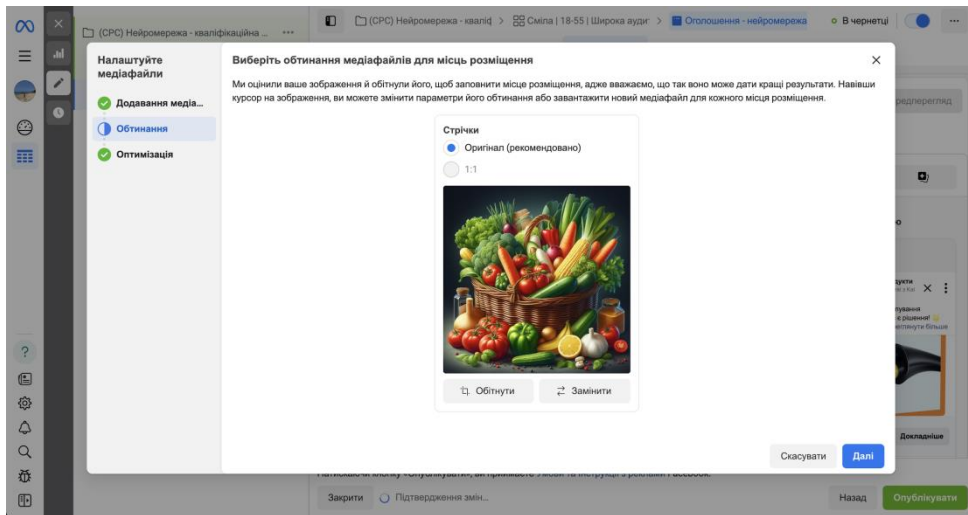 (CPC) Нейромережа - кваліфікаційна ...
(CPC) Нейромережа - кваліф
Сміла | 18-55 | Широка аудит
Оголошення - нейромережа
В чернетці
Налаштуйте
медіафайли
Додавання медіа...
Обтинання
Оптимізація
Виберіть обтинання медіафайлів для місць розміщення
Ми оцінили ваше зображення й обітнули його, щоб заповнити місце розміщення, адже вважаємо, що так воно може дати кращі результати. Навівши
курсор на зображення, ви можете змінити параметри його обтинання або завантажити новий медіафайл для кожного місця розміщення.
Стрічки
Оригінал (рекомендовано)
1:1
Обітнути
Замінити
Скасувати
Далі
редперегляд
Докладніше
Закрити
Підтвердження змін...
Назад
Опублікувати